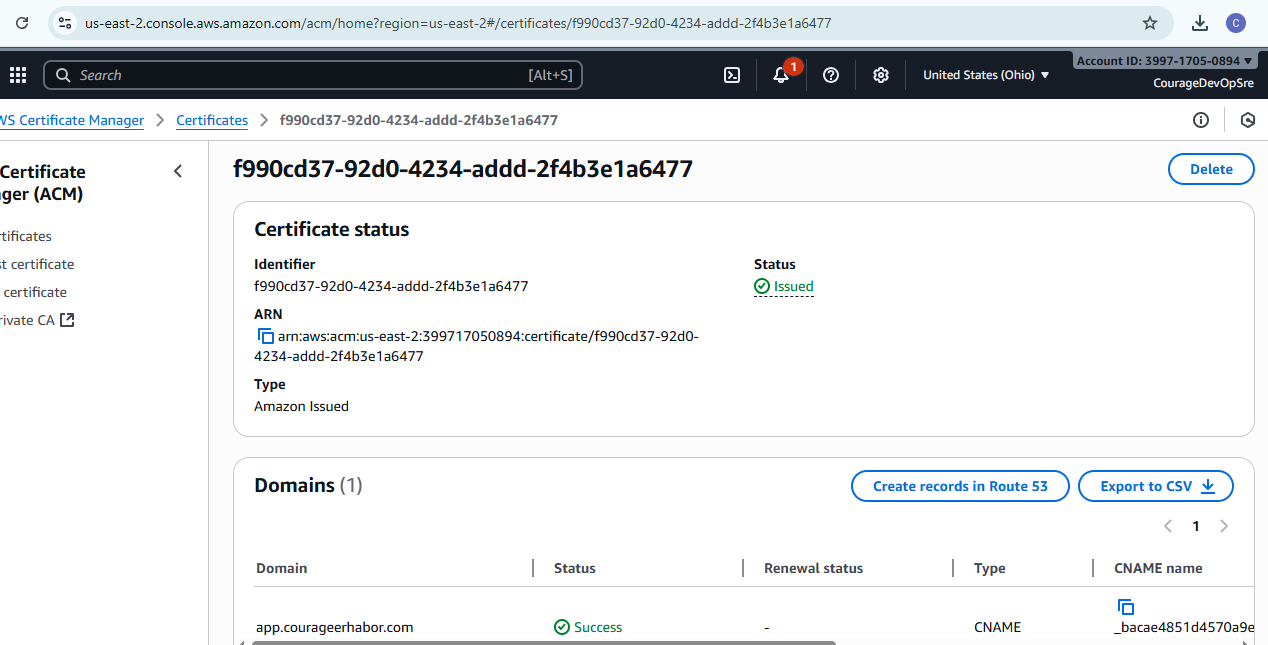 us-east-2.console.aws.amazon.com/acm/home?region=us-east-2#/certificates/f990cd37-92d0-4234-addd-2f4b3e1a6477
C
Search
[Alt+S]
1
United States (Ohio)
Account ID: 3997-1705-0894
CourageDevOpSre
WS Certificate Manager
Certificates
f990cd37-92d0-4234-addd-2f4b3e1a6477
Certificate
ger (ACM)
rtificates
st certificate
certificate
rivate CA
f990cd37-92d0-4234-addd-2f4b3e1a6477
Delete
Certificate status
Identifier
f990cd37-92d0-4234-addd-2f4b3e1a6477
Status
Issued
ARN
arn:aws:acm:us-east-2:399717050894:certificate/f990cd37-92d0-
4234-addd-2f4b3e1a6477
Type
Amazon Issued
Domains (1)
Create records in Route 53
Export to CSV
1
Domain
Status
Renewal status
Type
CNAME name
app.courageerhabor.com
Success
-
CNAME
_bacae4851d4570a9e